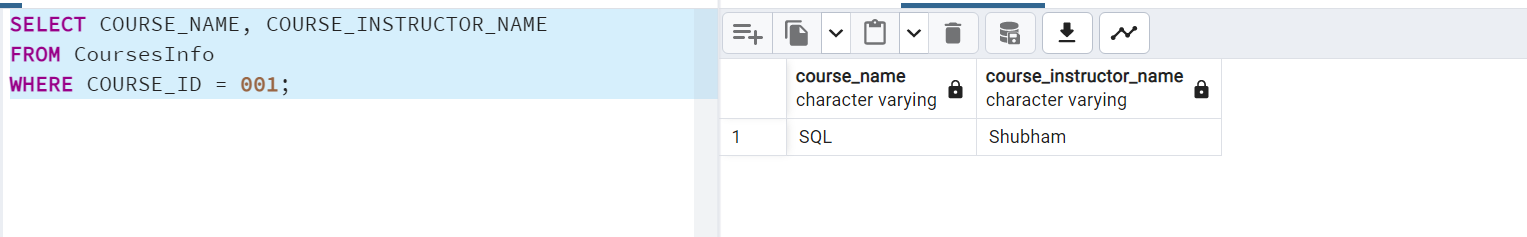 SELECT COURSE_NAME, COURSE_INSTRUCTOR_NAME
FROM CoursesInfo
WHERE COURSE_ID = 001;
course_name course_instructor_name
character varying character varying
1 SQL Shubham